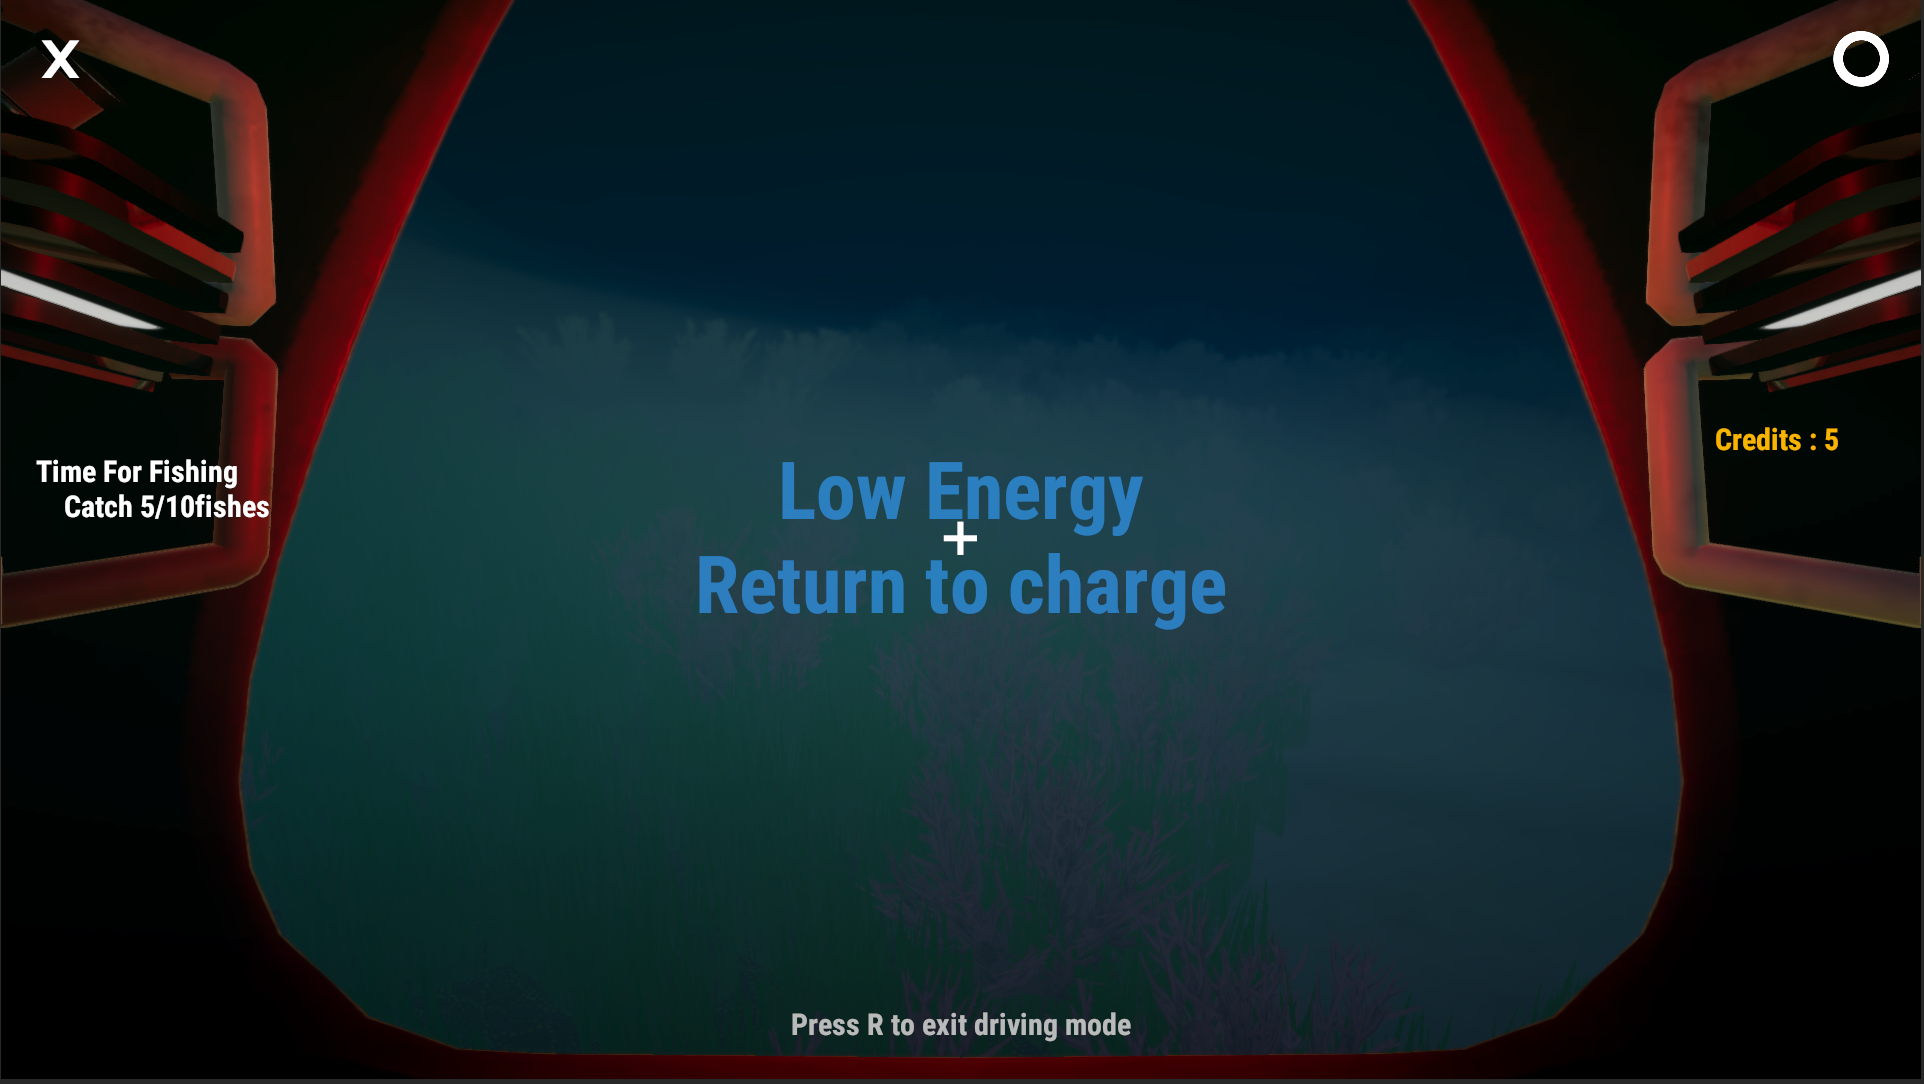 X
Time For Fishing
Catch 5/10fishes
Credits : 5
Low Energy
Return to charge
Press R to exit driving mode